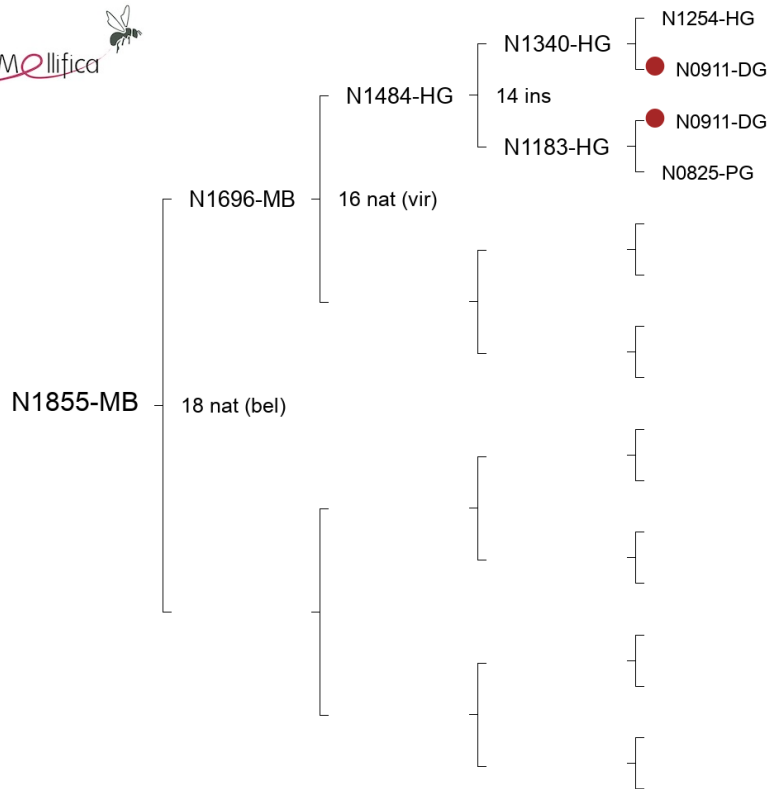 Mellifica
N1254-HG
N1340-HG
N0911-DG
N1484-HG
14 ins
N0911-DG
N1183-HG
N0825-PG
N1696-MB
16 nat (vir)
N1855-MB
18 nat (bel)